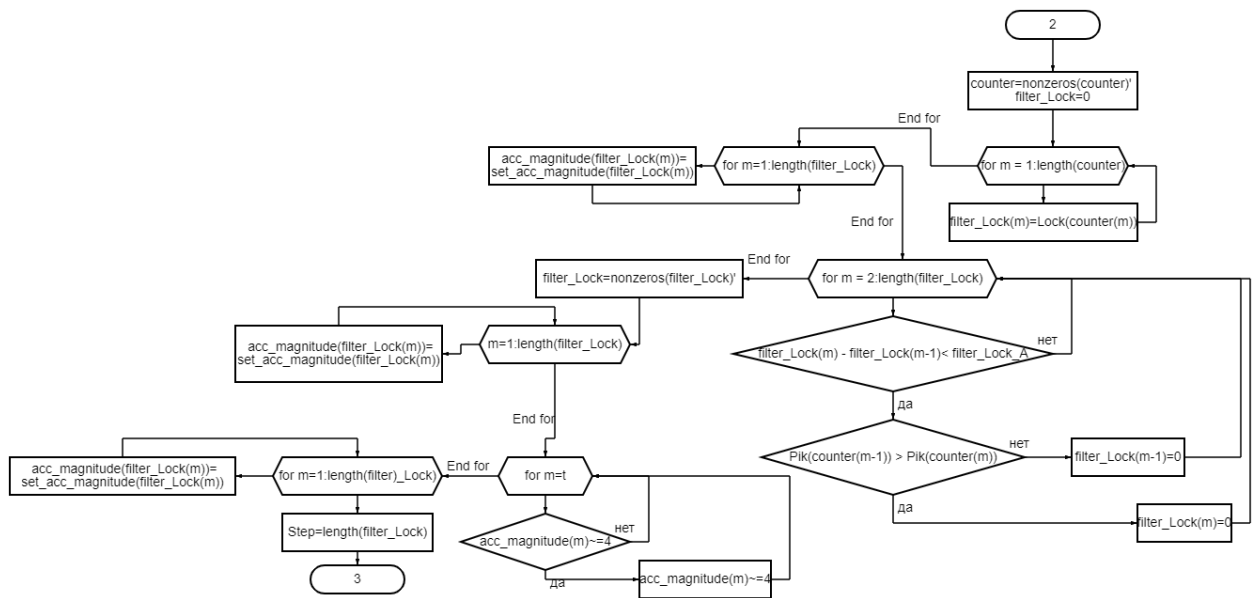 2
counter=nonzeros(counter)'
filter_Lock=0
End for
for m = 1:length(counter)
for m=1:length(filter_Lock)
acc_magnitude(filter_Lock(m))=
set_acc_magnitude(filter_Lock(m))
filter_Lock(m)=Lock(counter(m))
End for
End for
for m = 2:length(filter_Lock)
filter_Lock=nonzeros(filter_Lock)'
m=1:length(filter_Lock)
acc_magnitude(filter_Lock(m))=
set_acc_magnitude(filter_Lock(m))
filter_Lock(m) - filter_Lock(m-1)< filter_Lock_A
нет
да
End for
Pik(counter(m-1)) > Pik(counter(m))
нет
filter_Lock(m-1)=0
да
filter_Lock(m)=0
for m=t
End for
for m=1:length(filter)_Lock)
acc_magnitude(filter_Lock(m))=
set_acc_magnitude(filter_Lock(m))
Step=length(filter_Lock)
acc_magnitude(m)~=4
нет
да
acc_magnitude(m)~=4
3